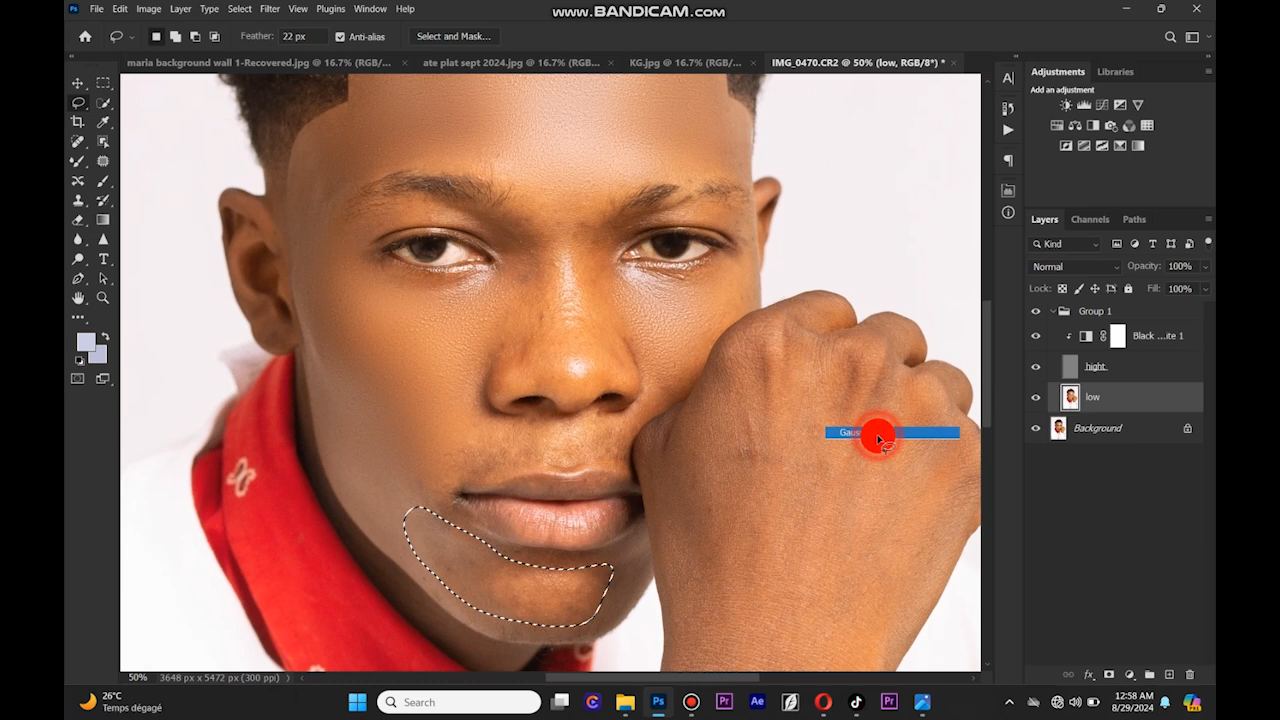 www.BANDICAM.com
File Edit Image Layer Type Select Filter View Plugins Window Help
Feather: 22 px Anti-alias Select and Mask...
maria background wall 1-Recovered.jpg @ 16.7% (RGB/... × ate plat sept 2024.jpg @ 16.7% (RGB/... × KG.jpg @ 16.7% (RGB/... × IMG_0470.CR2 @ 50% (low, RGB/8*) * ×
Adjustments Libraries
Add an adjustment
Layers Channels Paths
Kind
Normal Opacity: 100%
Lock: Fill: 100%
Group 1
Black ...ite 1
hight
low
Background
Gaus
50% 3648 px x 5472 px (300 ppi)
26°C
Temps dégagé
Search
12:58 AM
8/29/2024